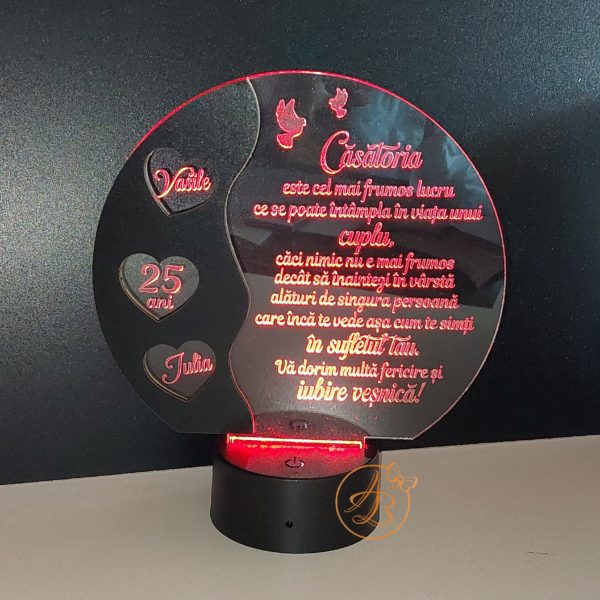 Vasile
25
ani
Iulia
Căsătoria
este cel mai frumos lucru
ce se poate întâmpla în viața unui
cuplu,
căci nimic nu e mai frumos
decât să înaintezi în vârstă
alături de singura persoană
care încă te vede așa cum te simți
în sufletul tău.
Vă dorim multă fericire și
iubire veșnică!
AB